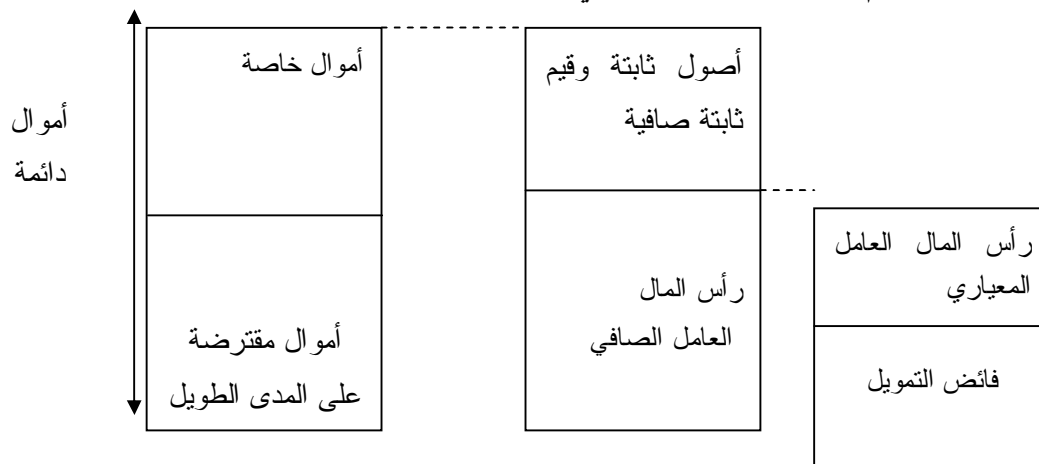 أموال
دائمة
أموال خاصة
أموال مقترضة
على المدى الطويل
أصول ثابتة وقيم
ثابتة صافية
رأس المال
العامل الصافي
رأس المال العامل
المعياري
فائض التمويل